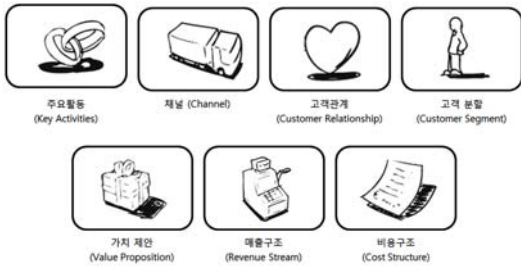 주요활동
(Key Activities)
채널 (Channel)
고객관계
(Customer Relationship)
고객 분할
(Customer Segment)
가치 제안
(Value Proposition)
매출구조
(Revenue Stream)
비용구조
(Cost Structure)